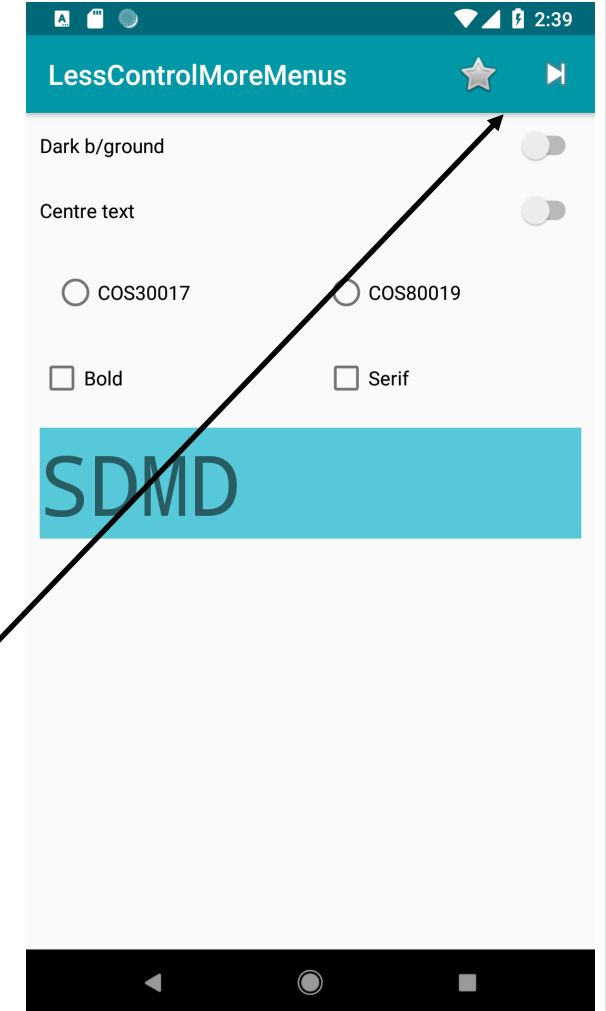 A
2:39
LessControlMoreMenus
Dark b/ground
Centre text
COS30017 COS80019
Bold Serif
SDMD